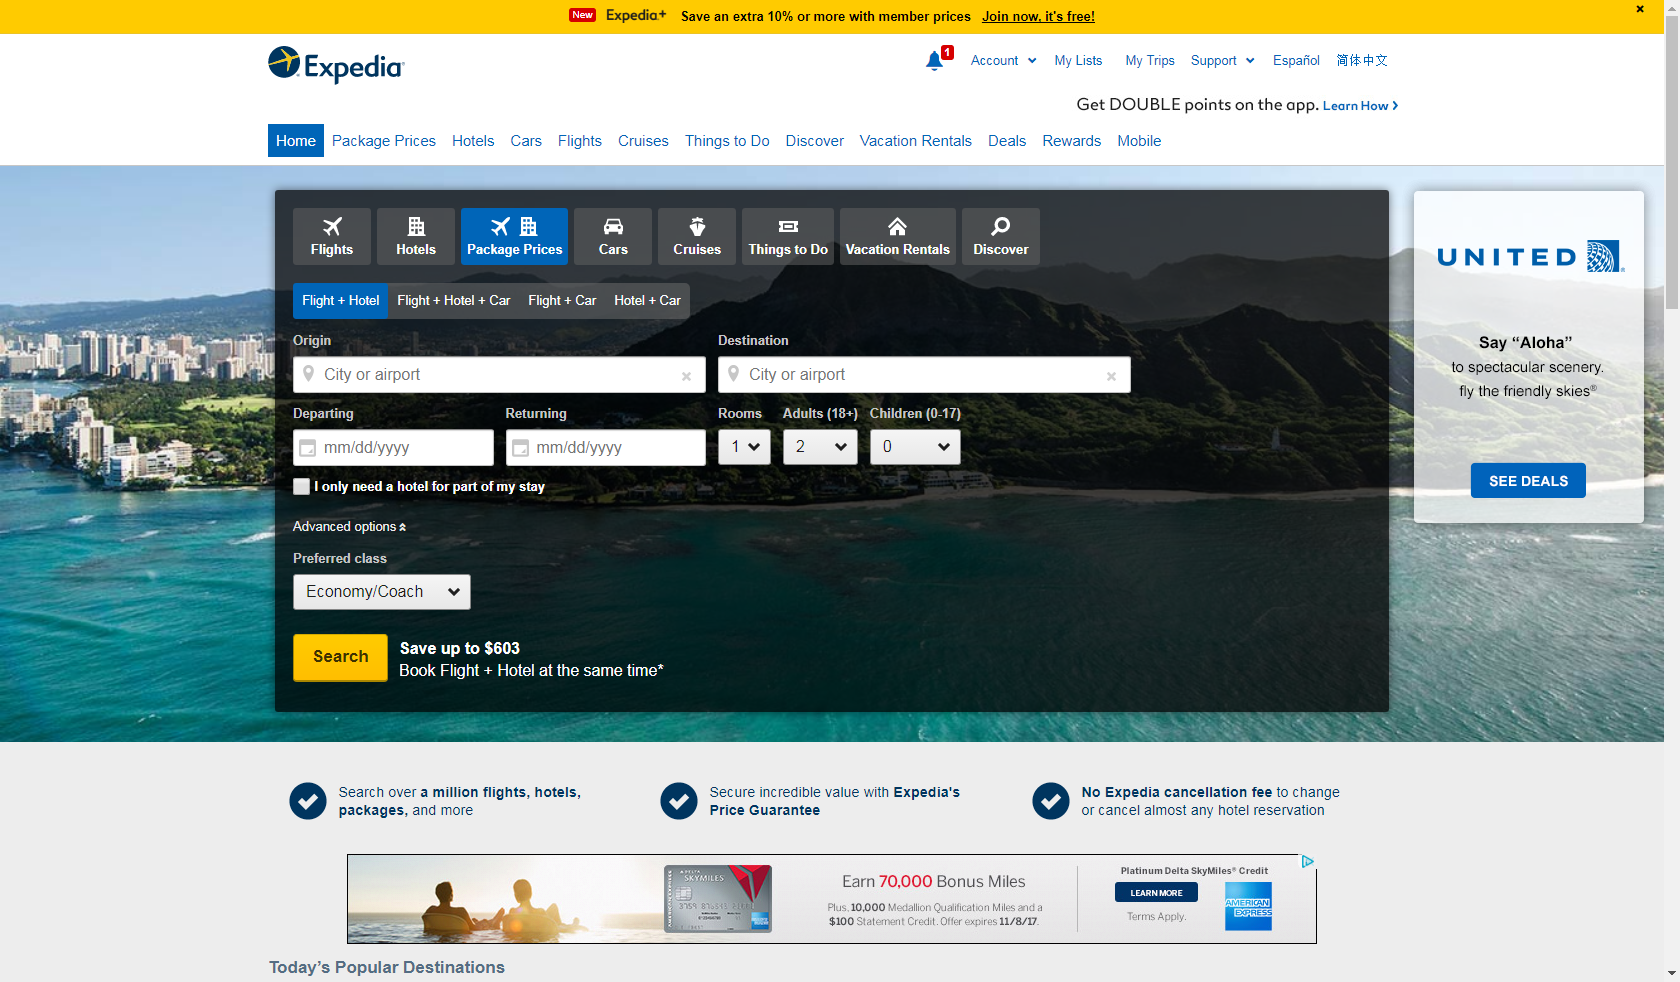 New Expedia+ Save an extra 10% or more with member prices Join now, it's free!
Expedia
1 Account My Lists My Trips Support Español 简体中文
Get DOUBLE points on the app. Learn How
Home Package Prices Hotels Cars Flights Cruises Things to Do Discover Vacation Rentals Deals Rewards Mobile
Flights Hotels Package Prices Cars Cruises Things to Do Vacation Rentals Discover
Flight + Hotel Flight + Hotel + Car Flight + Car Hotel + Car
Origin Destination
City or airport City or airport
Departing Returning Rooms Adults (18+) Children (0-17)
mm/dd/yyyy mm/dd/yyyy 1 2 0
I only need a hotel for part of my stay
Advanced options
Preferred class
Economy/Coach
Search
Save up to $603
Book Flight + Hotel at the same time*
UNITED
Say “Aloha”
to spectacular scenery.
fly the friendly skies®
SEE DEALS
Search over a million flights, hotels,
packages, and more
Secure incredible value with Expedia's
Price Guarantee
No Expedia cancellation fee to change
or cancel almost any hotel reservation
SKYMILES
Earn 70,000 Bonus Miles
Plus, 10,000 Medallion Qualification Miles and a
$100 Statement Credit. Offer expires 11/8/17.
Platinum Delta SkyMiles® Credit
LEARN MORE
Terms Apply.
AMERICAN
EXPRESS
Today’s Popular Destinations